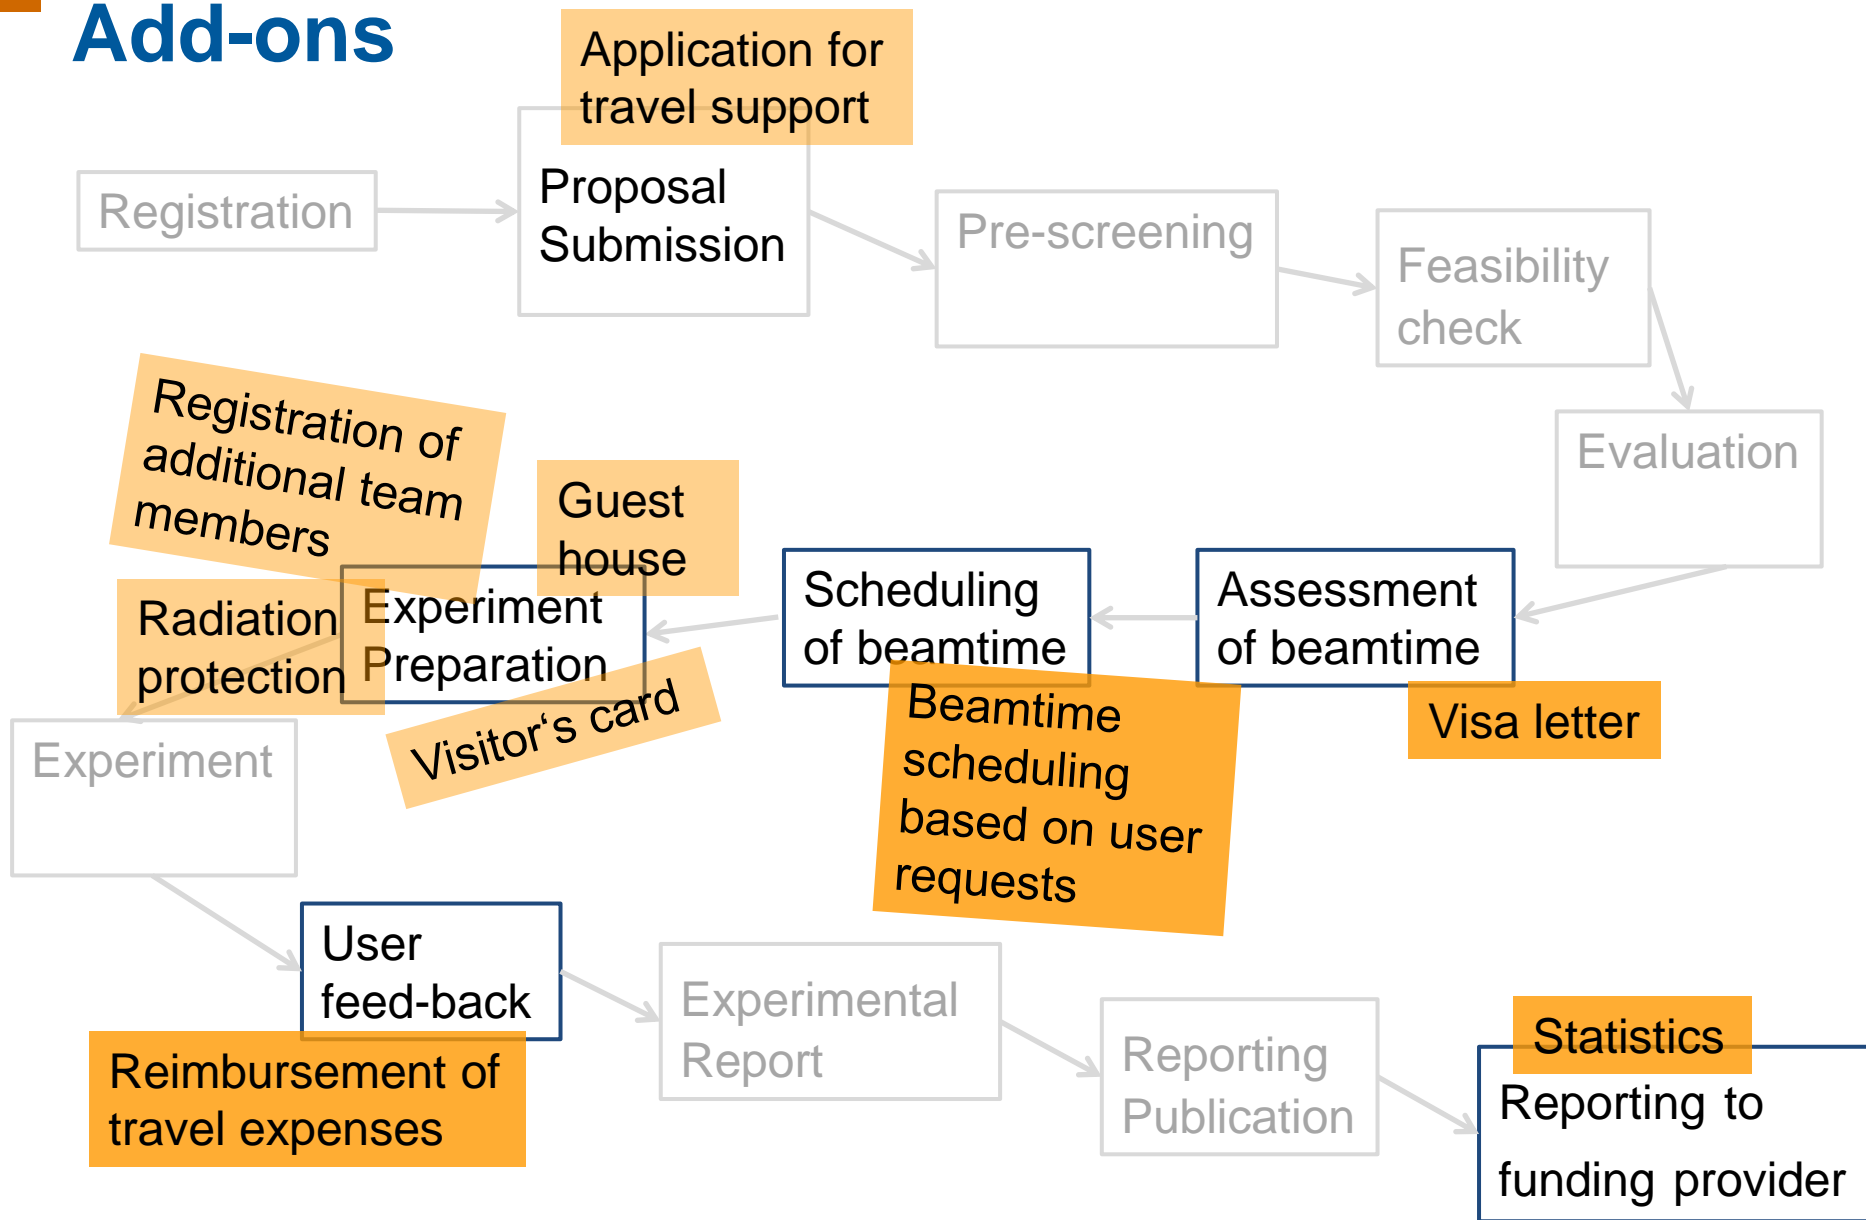 Add-ons
Application for
travel support
Registration
Proposal
Submission
Pre-screening
Feasibility
check
Evaluation
Registration of
additional team
members
Guest
house
Radiation
protection
Experiment
Preparation
Visitor‘s card
Scheduling
of beamtime
Beamtime
scheduling
based on user
requests
Assessment
of beamtime
Visa letter
Experiment
User
feed-back
Reimbursement of
travel expenses
Experimental
Report
Reporting
Publication
Statistics
Reporting to
funding provider